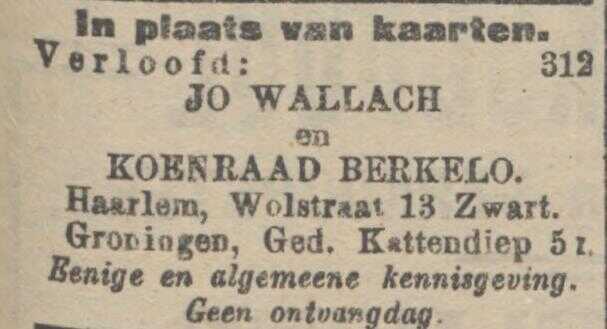 In plaats van kaarten.
Verloofd: 312
JO WALLACH
en
KOENRAAD BERKELO.
Haarlem, Wolstraat 13 Zwart.
Groningen, Ged. Kattendiep 51.
Eenige en algemeene kennisgeving.
Geen ontvangdag.